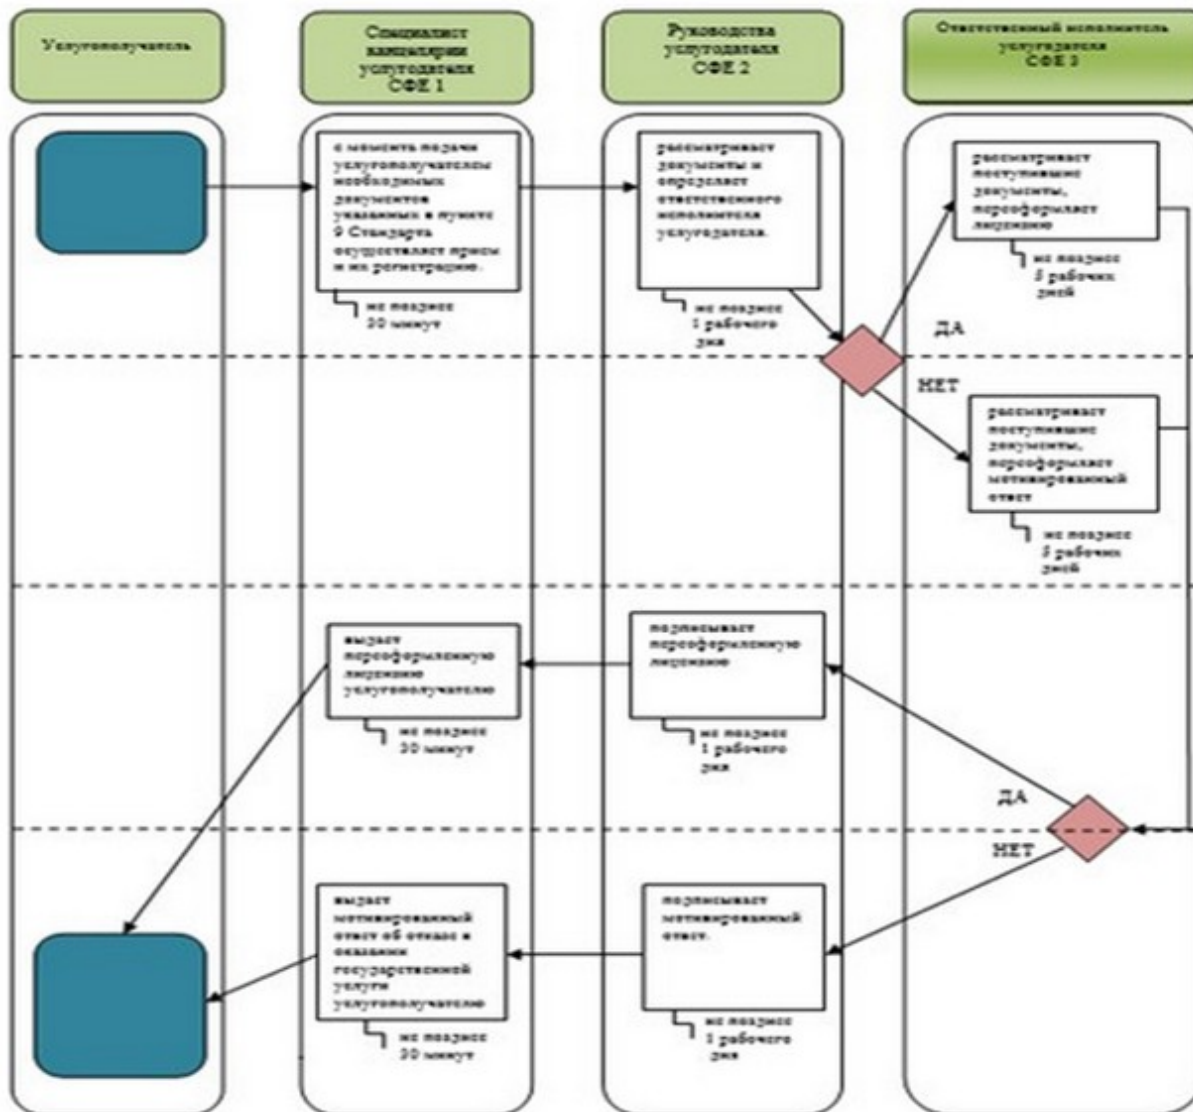 Услугополучатель
Специалист
канцелярии
услугодателя
СФЕ 1
Руководства
услугодателя
СФЕ 2
Ответственный исполнитель
услугодателя
СФЕ 3
с момента подачи
услугополучателем
необходимых
документов
указанных в пункте
9 Стандарта
осуществляет прием
и их регистрацию.
не позднее
30 минут
рассматривает
документы и
определяет
ответственного
исполнителя
услугодателя.
не позднее
1 рабочего
дня
рассматривает
поступившие
документы,
переоформляет
лицензию
не позднее
5 рабочих
дней
ДА
НЕТ
рассматривает
поступившие
документы,
переоформляет
мотивированный
ответ
не позднее
5 рабочих
дней
выдает
переоформленную
лицензию
услугополучателю
не позднее
30 минут
подписывает
переоформленную
лицензию
не позднее
1 рабочего
дня
ДА
НЕТ
выдает
мотивированный
ответ об отказе в
оказании
государственной
услуги
услугополучателю
не позднее
30 минут
подписывает
мотивированный
ответ.
не позднее
1 рабочего
дня